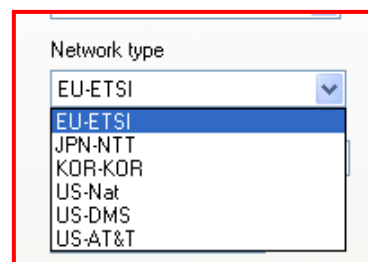 Network type
EU-ETSI
EU-ETSI
JPN-NTT
KOR-KOR
US-Nat
US-DMS
US-AT&T